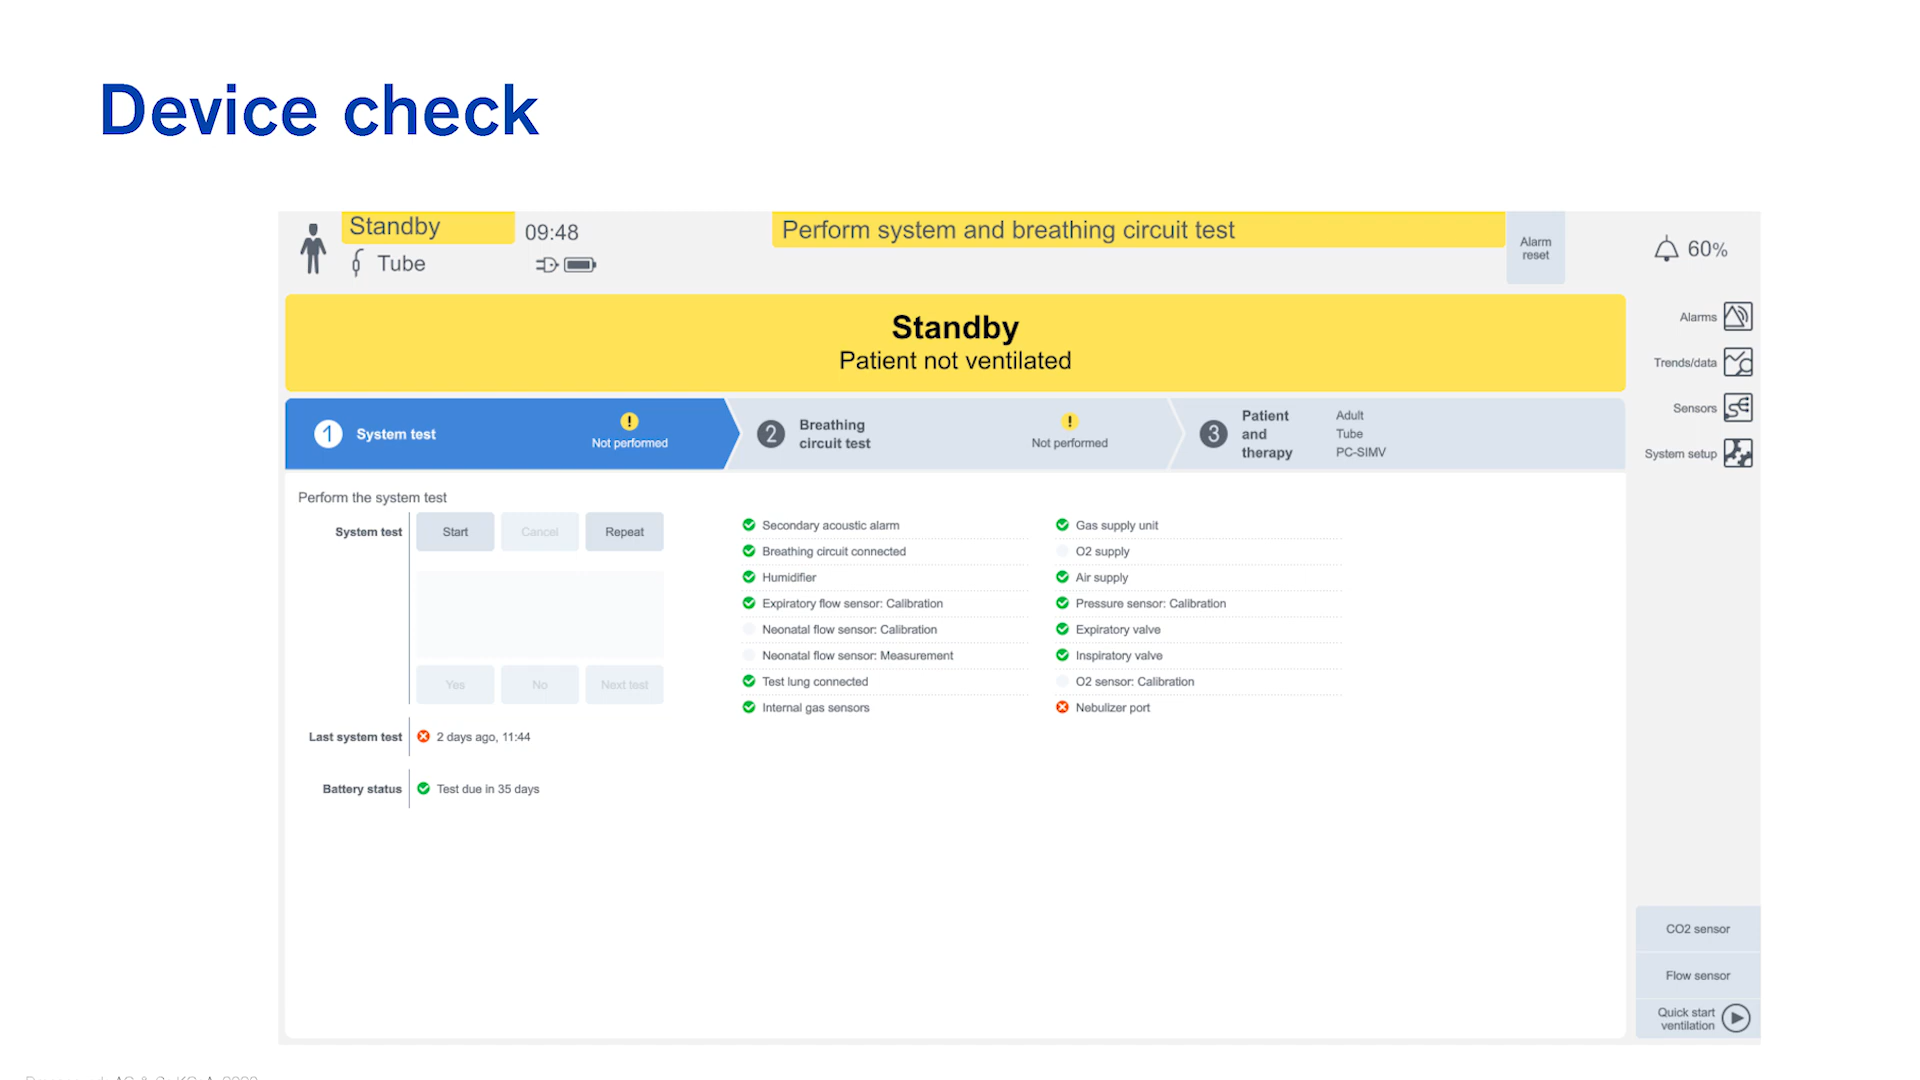 Device check
Standby
09:48
Perform system and breathing circuit test
Alarm
reset
60%
Tube
Standby
Patient not ventilated
Alarms
Trends/data
Sensors
System setup
1 System test
! Not performed
2 Breathing
circuit test
! Not performed
3 Patient
and
therapy
Adult
Tube
PC-SIMV
Perform the system test
System test
Start
Cancel
Repeat
Yes
No
Next test
Last system test
2 days ago, 11:44
Battery status
Test due in 35 days
Secondary acoustic alarm
Breathing circuit connected
Humidifier
Expiratory flow sensor: Calibration
Neonatal flow sensor: Calibration
Neonatal flow sensor: Measurement
Test lung connected
Internal gas sensors
Gas supply unit
O2 supply
Air supply
Pressure sensor: Calibration
Expiratory valve
Inspiratory valve
O2 sensor: Calibration
Nebulizer port
CO2 sensor
Flow sensor
Quick start
ventilation